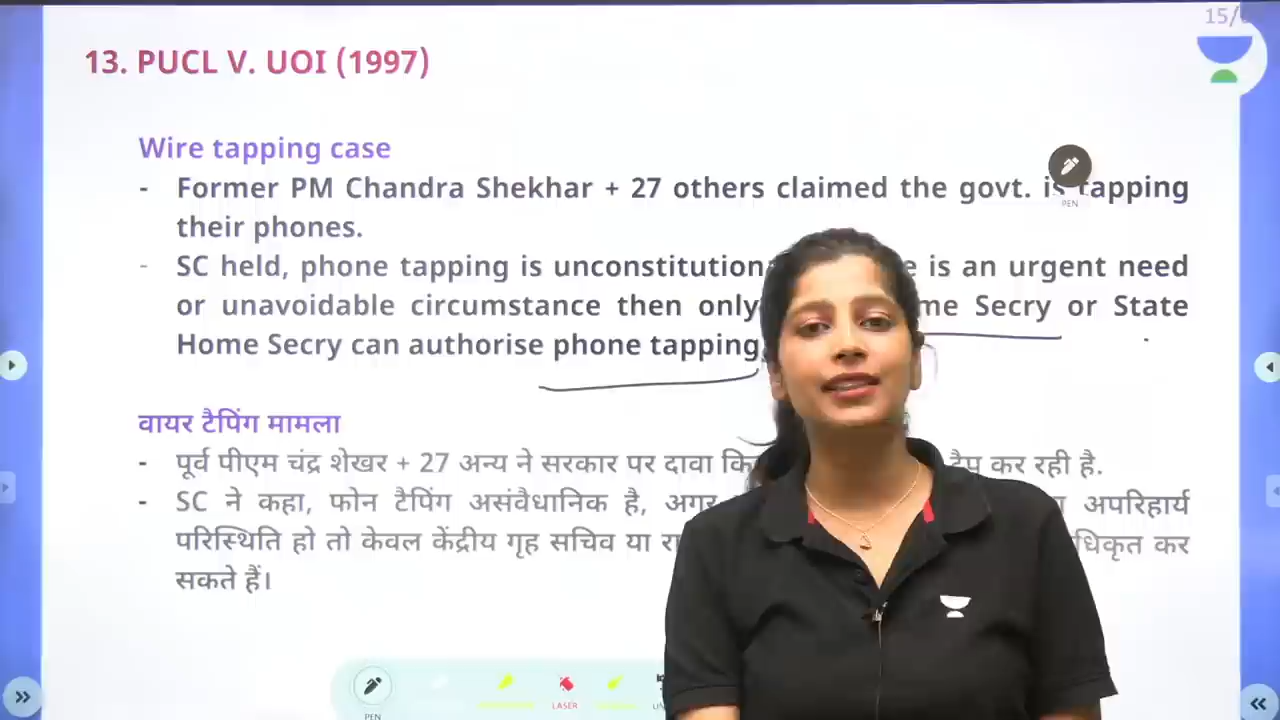 15/
13. PUCL V. UOI (1997)
Wire tapping case
- Former PM Chandra Shekhar + 27 others claimed the govt. is tapping
PEN
their phones.
- SC held, phone tapping is unconstitution e is an urgent need
or unavoidable circumstance then only me Secry or State
Home Secry can authorise phone tapping
वायर टैपिंग मामला
- पूर्व पीएम चंद्र शेखर + 27 अन्य ने सरकार पर दावा कि टैप कर रही है.
- SC ने कहा, फोन टैपिंग असंवैधानिक है, अगर अपरिहार्य
परिस्थिति हो तो केवल केंद्रीय गृह सचिव या रा धिकृत कर
सकते हैं।
PEN
LASER